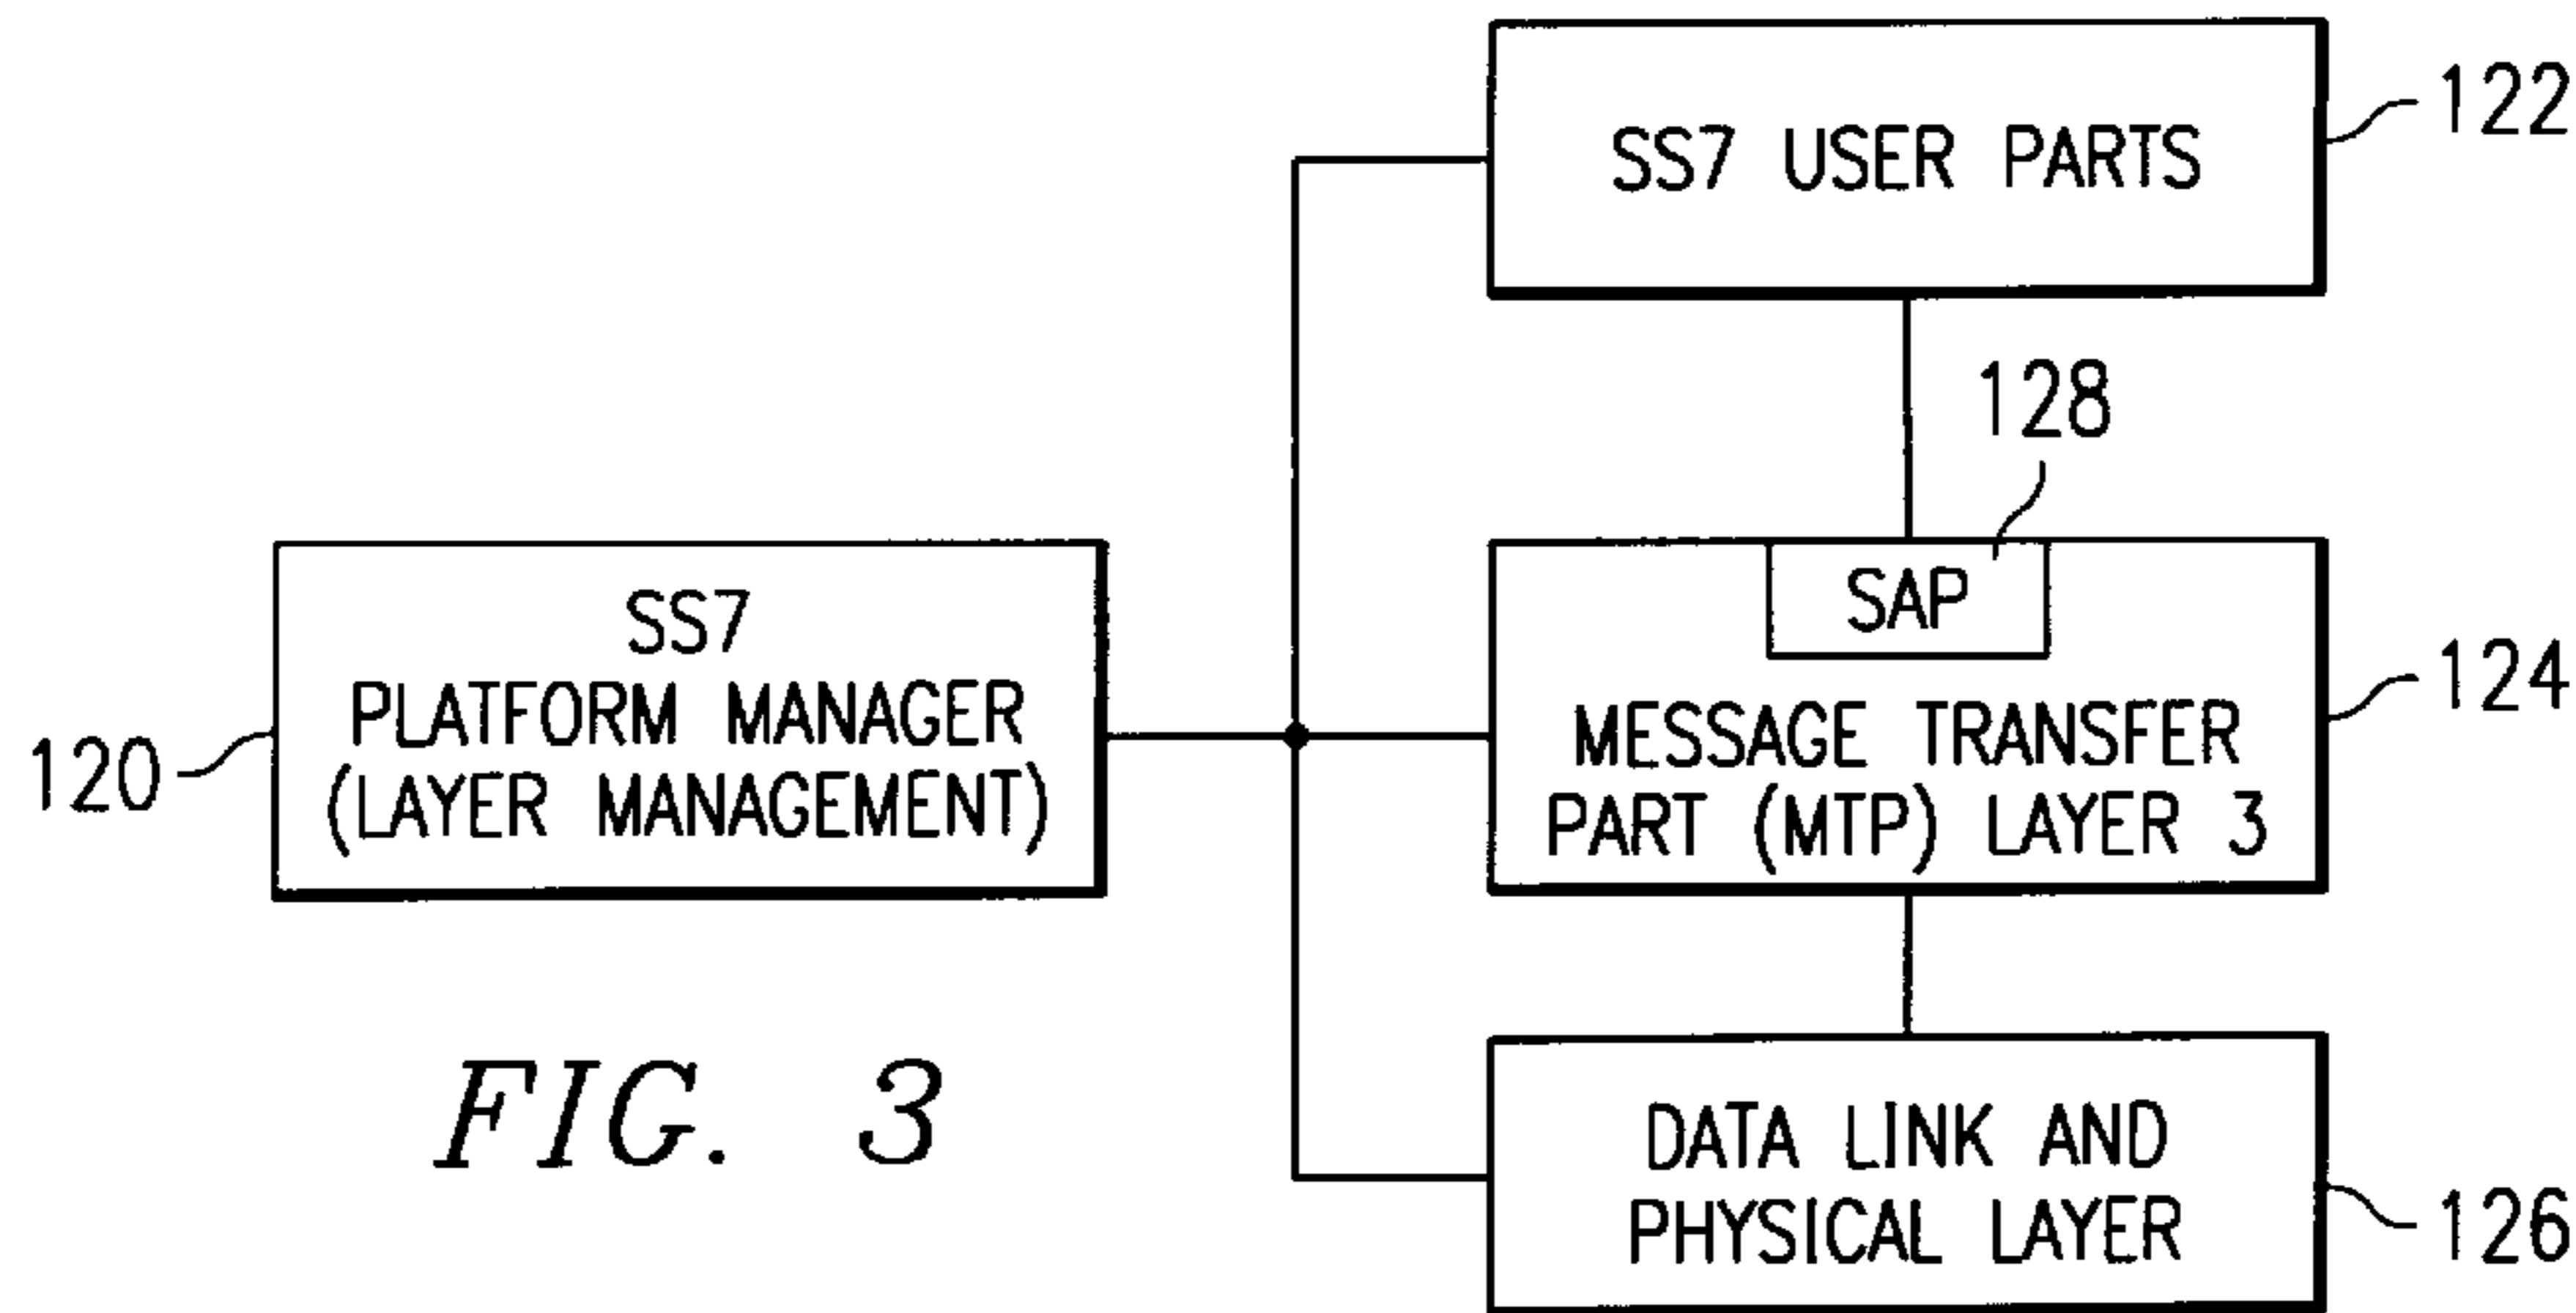 122
SS7 USER PARTS
128
SAP
SS7
PLATFORM MANAGER
(LAYER MANAGEMENT)
120
MESSAGE TRANSFER
PART (MTP) LAYER 3
124
DATA LINK AND
PHYSICAL LAYER
126
FIG. 3